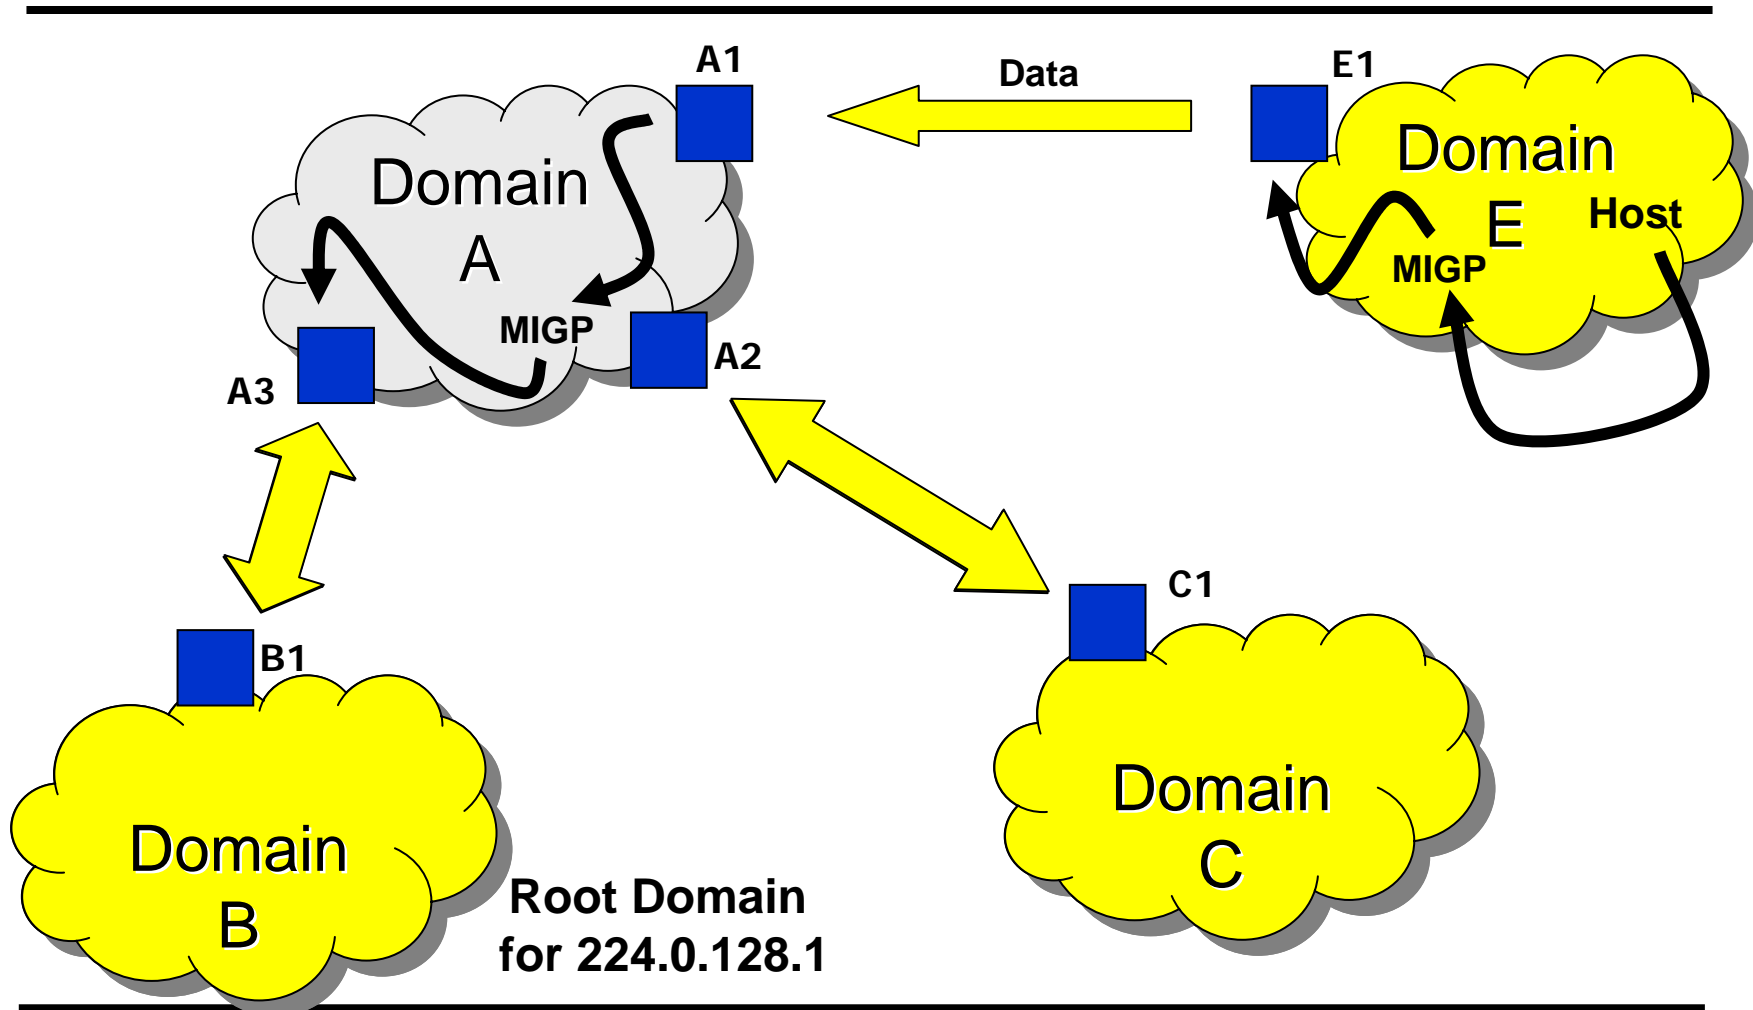 A1
Data
E1
Domain
A
Domain
E
Host
MIGP
MIGP
A2
A3
C1
B1
Domain
C
Domain
B
Root Domain
for 224.0.128.1